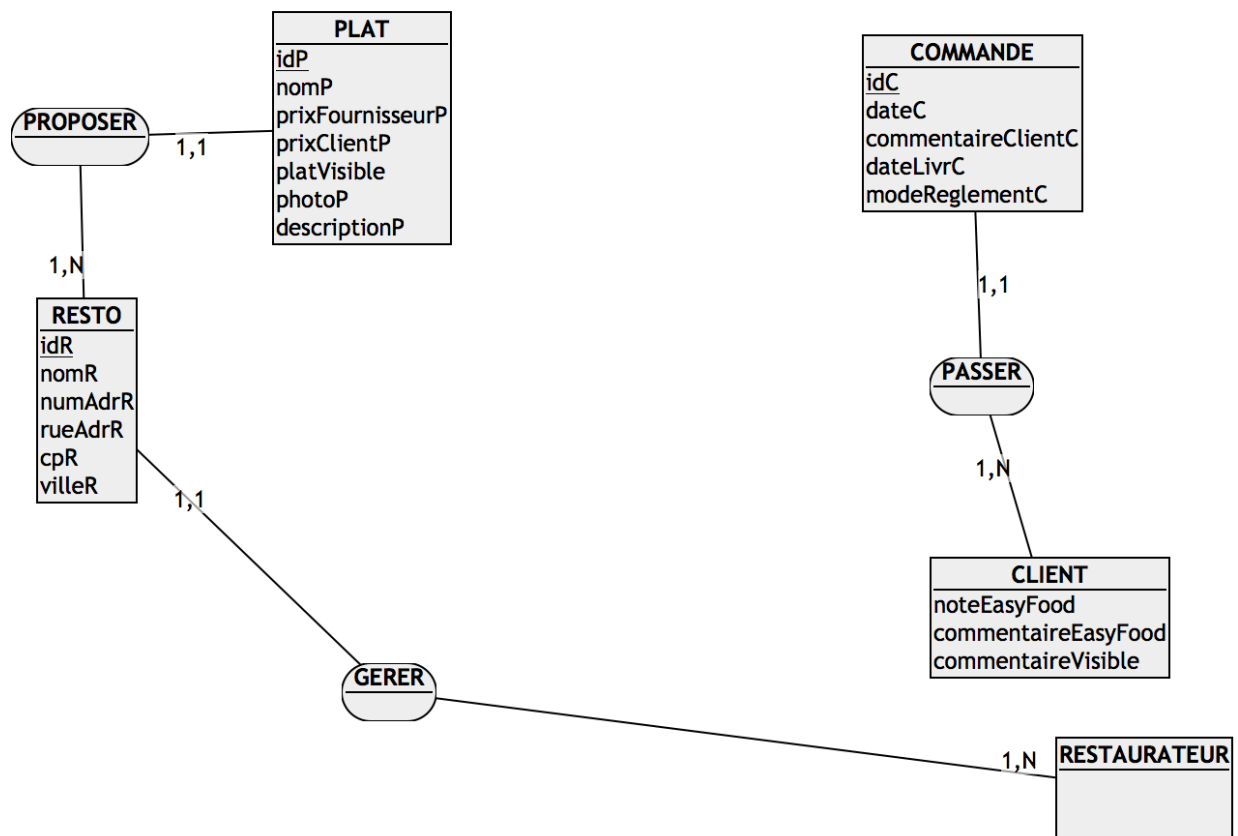 PLAT
idP
nomP
prixFournisseurP
prixClientP
platVisible
photoP
descriptionP
COMMANDE
idC
dateC
commentaireClientC
dateLivrC
modeReglementC
PROPOSER
1,1
1,N
RESTO
idR
nomR
numAdrR
rueAdrR
cpR
villeR
1,1
PASSER
1,N
1,1
CLIENT
noteEasyFood
commentaireEasyFood
commentaireVisible
GERER
1,N
RESTAURATEUR